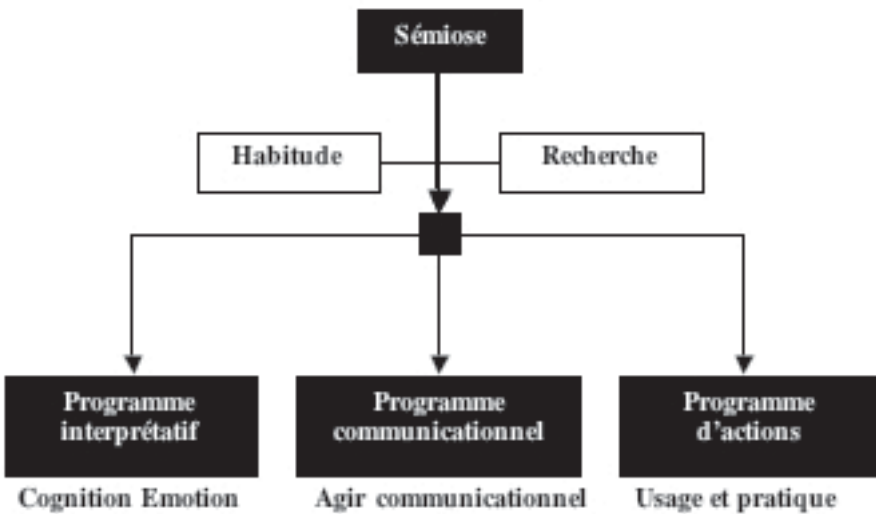 Sémiose
Habitude
Recherche
Programme
interprétatif
Programme
communicationnel
Programme
d'actions
Cognition Emotion
Agir communicationnel
Usage et pratique